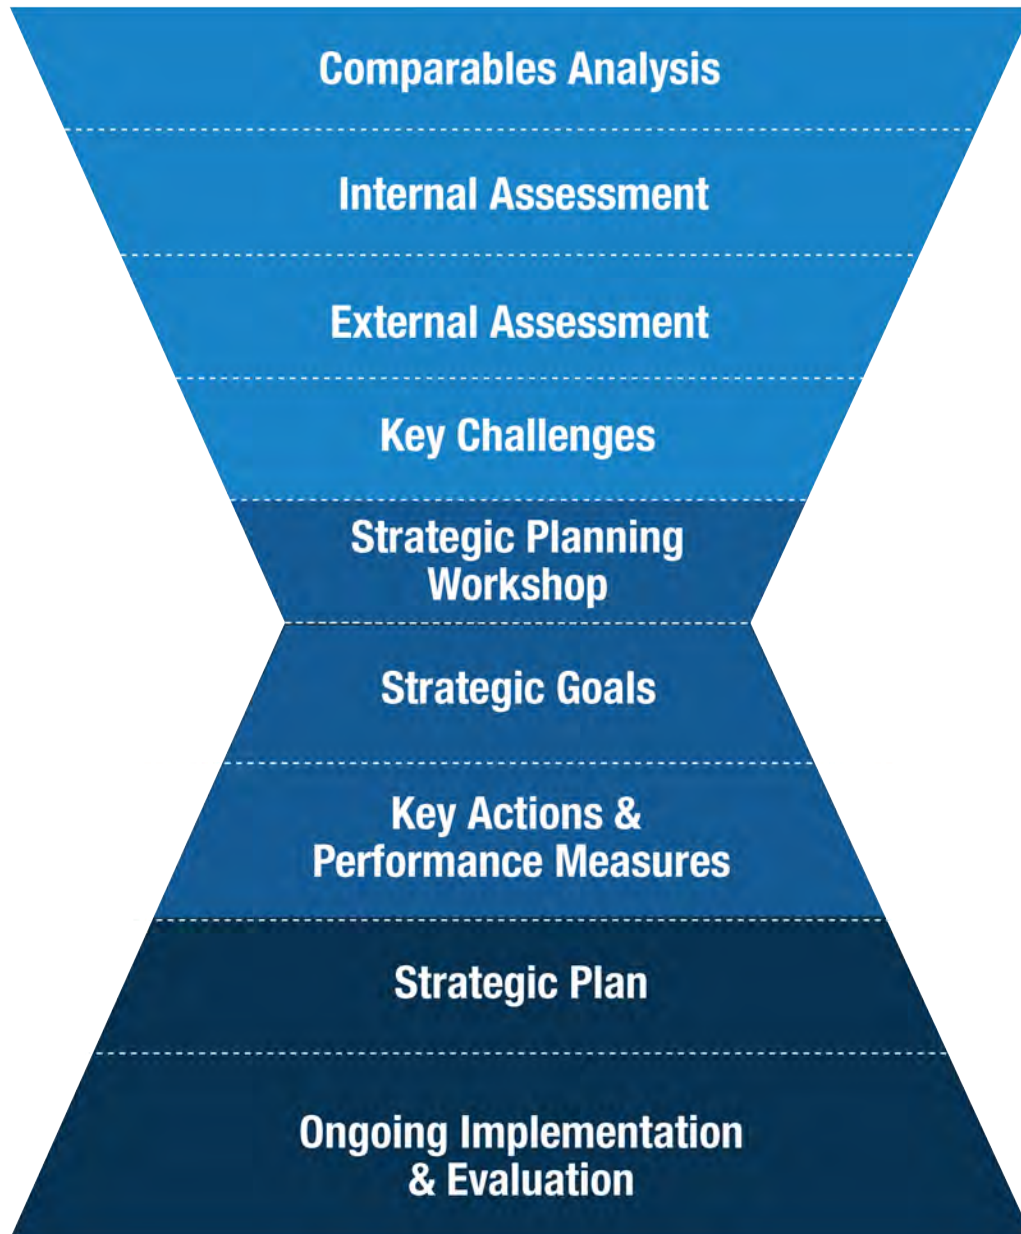 Comparables Analysis
Internal Assessment
External Assessment
Key Challenges
Strategic Planning
Workshop
Strategic Goals
Key Actions &
Performance Measures
Strategic Plan
Ongoing Implementation
& Evaluation